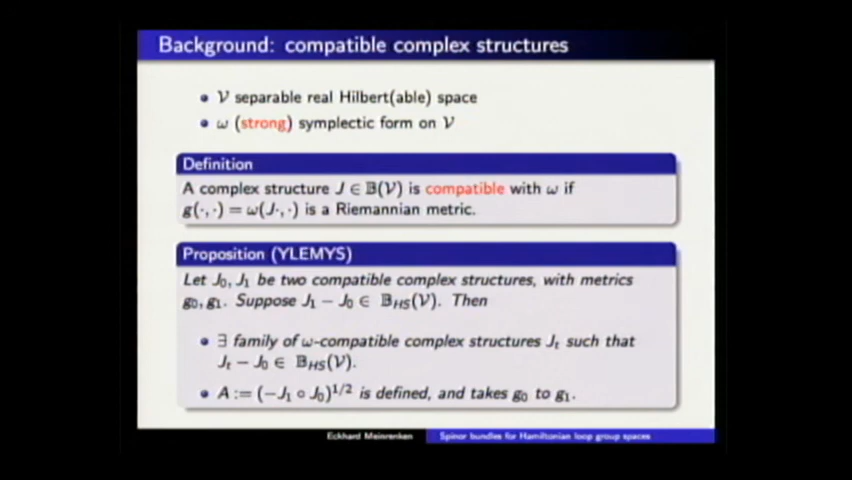 Background: compatible complex structures
• 𝒱 separable real Hilbert(able) space
• ω (strong) symplectic form on 𝒱
Definition
A complex structure J ∈ 𝔹(𝒱) is compatible with ω if
g(·,·) = ω(J·,·) is a Riemannian metric.
Proposition (YLEMYS)
Let J₀, J₁ be two compatible complex structures, with metrics
g₀, g₁. Suppose J₁ − J₀ ∈ 𝔹_HS(𝒱). Then
• ∃ family of ω-compatible complex structures Jₜ such that
Jₜ − J₀ ∈ 𝔹_HS(𝒱).
• A := (−J₁ ∘ J₀)^1/2 is defined, and takes g₀ to g₁.
Eckhard Meinrenken Spinor bundles for Hamiltonian loop group spaces